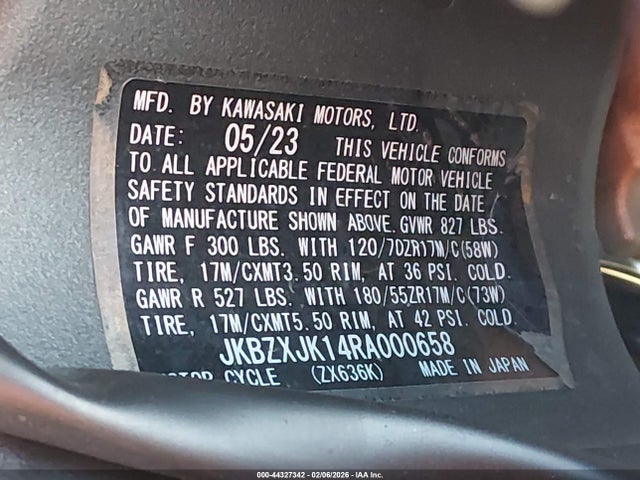 MFD. BY KAWASAKI MOTORS, LTD.
DATE: 05/23 THIS VEHICLE CONFORMS
TO ALL APPLICABLE FEDERAL MOTOR VEHICLE
SAFETY STANDARDS IN EFFECT ON THE DATE
OF MANUFACTURE SHOWN ABOVE. GVWR 827 LBS.
GAWR F 300 LBS. WITH 120/70ZR17M/C(58W)
TIRE, 17M/CXMT3.50 RIM, AT 36 PSI. COLD.
GAWR R 527 LBS. WITH 180/55ZR17M/C(73W)
TIRE, 17M/CXMT5.50 RIM, AT 42 PSI. COLD.
JKBZXJK14RA000658
MOTOR CYCLE (ZX636K) MADE IN JAPAN
000-44327342 - 02/06/2026 - IAA Inc.